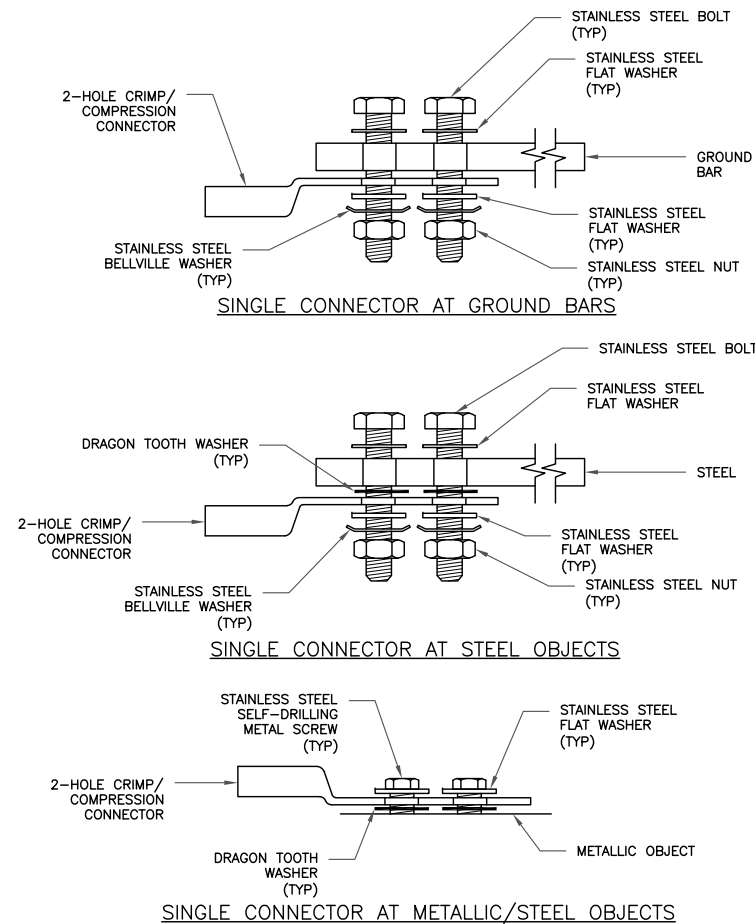 STAINLESS STEEL BOLT
(TYP)
STAINLESS STEEL
FLAT WASHER
(TYP)
2-HOLE CRIMP/
COMPRESSION
CONNECTOR
GROUND
BAR
STAINLESS STEEL
FLAT WASHER
(TYP)
STAINLESS STEEL
BELLVILLE WASHER
(TYP)
STAINLESS STEEL NUT
(TYP)
SINGLE CONNECTOR AT GROUND BARS
STAINLESS STEEL BOLT
STAINLESS STEEL
FLAT WASHER
DRAGON TOOTH WASHER
(TYP)
STEEL
2-HOLE CRIMP/
COMPRESSION
CONNECTOR
STAINLESS STEEL
FLAT WASHER
(TYP)
STAINLESS STEEL
BELLVILLE WASHER
(TYP)
STAINLESS STEEL NUT
(TYP)
SINGLE CONNECTOR AT STEEL OBJECTS
STAINLESS STEEL
SELF-DRILLING
METAL SCREW
(TYP)
STAINLESS STEEL
FLAT WASHER
(TYP)
2-HOLE CRIMP/
COMPRESSION
CONNECTOR
DRAGON TOOTH
WASHER
(TYP)
METALLIC OBJECT
SINGLE CONNECTOR AT METALLIC/STEEL OBJECTS